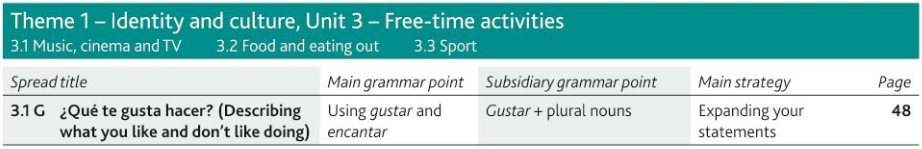 Theme 1 – Identity and culture, Unit 3 – Free-time activities
3.1 Music, cinema and TV 3.2 Food and eating out 3.3 Sport
Spread title Main grammar point Subsidiary grammar point Main strategy Page
3.1 G ¿Qué te gusta hacer? (Describing Using gustar and Gustar + plural nouns Expanding your 48
what you like and don't like doing) encantar statements